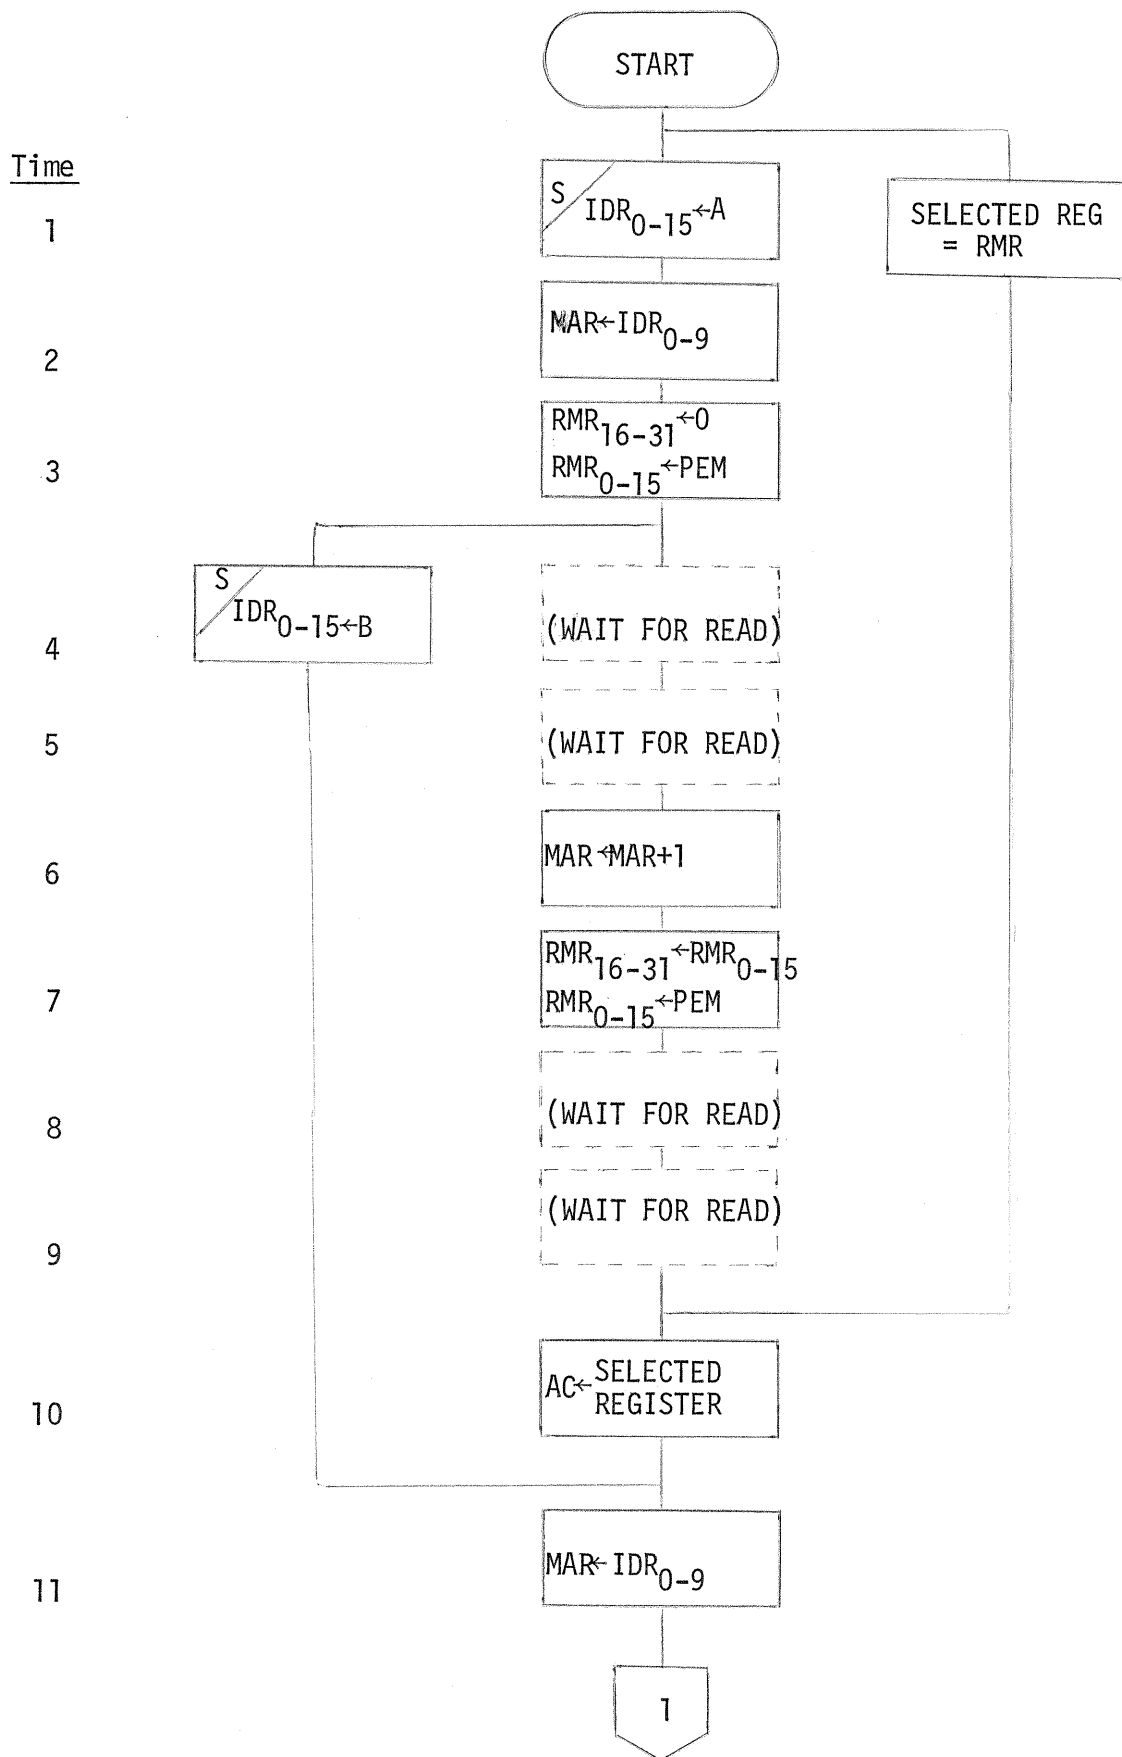 START
Time
1
S IDR0-15←A
SELECTED REG
= RMR
2
MAR←IDR0-9
3
RMR16-31←0
RMR0-15←PEM
S
IDR0-15←B
4
(WAIT FOR READ)
5
(WAIT FOR READ)
6
MAR←MAR+1
7
RMR16-31←RMR0-15
RMR0-15←PEM
8
(WAIT FOR READ)
9
(WAIT FOR READ)
10
AC← SELECTED
REGISTER
11
MAR←IDR0-9
1